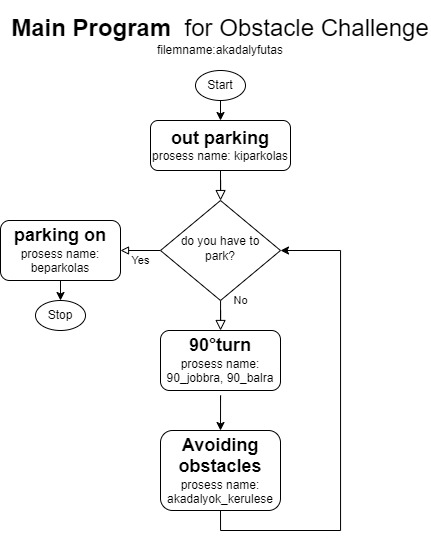 Main Program for Obstacle Challenge
filemname:akadalyfutas
Start
out parking
prosess name: kiparkolas
do you have to
park?
Yes
parking on
prosess name:
beparkolas
Stop
No
90°turn
prosess name:
90_jobbra, 90_balra
Avoiding
obstacles
prosess name:
akadalyok_kerulese